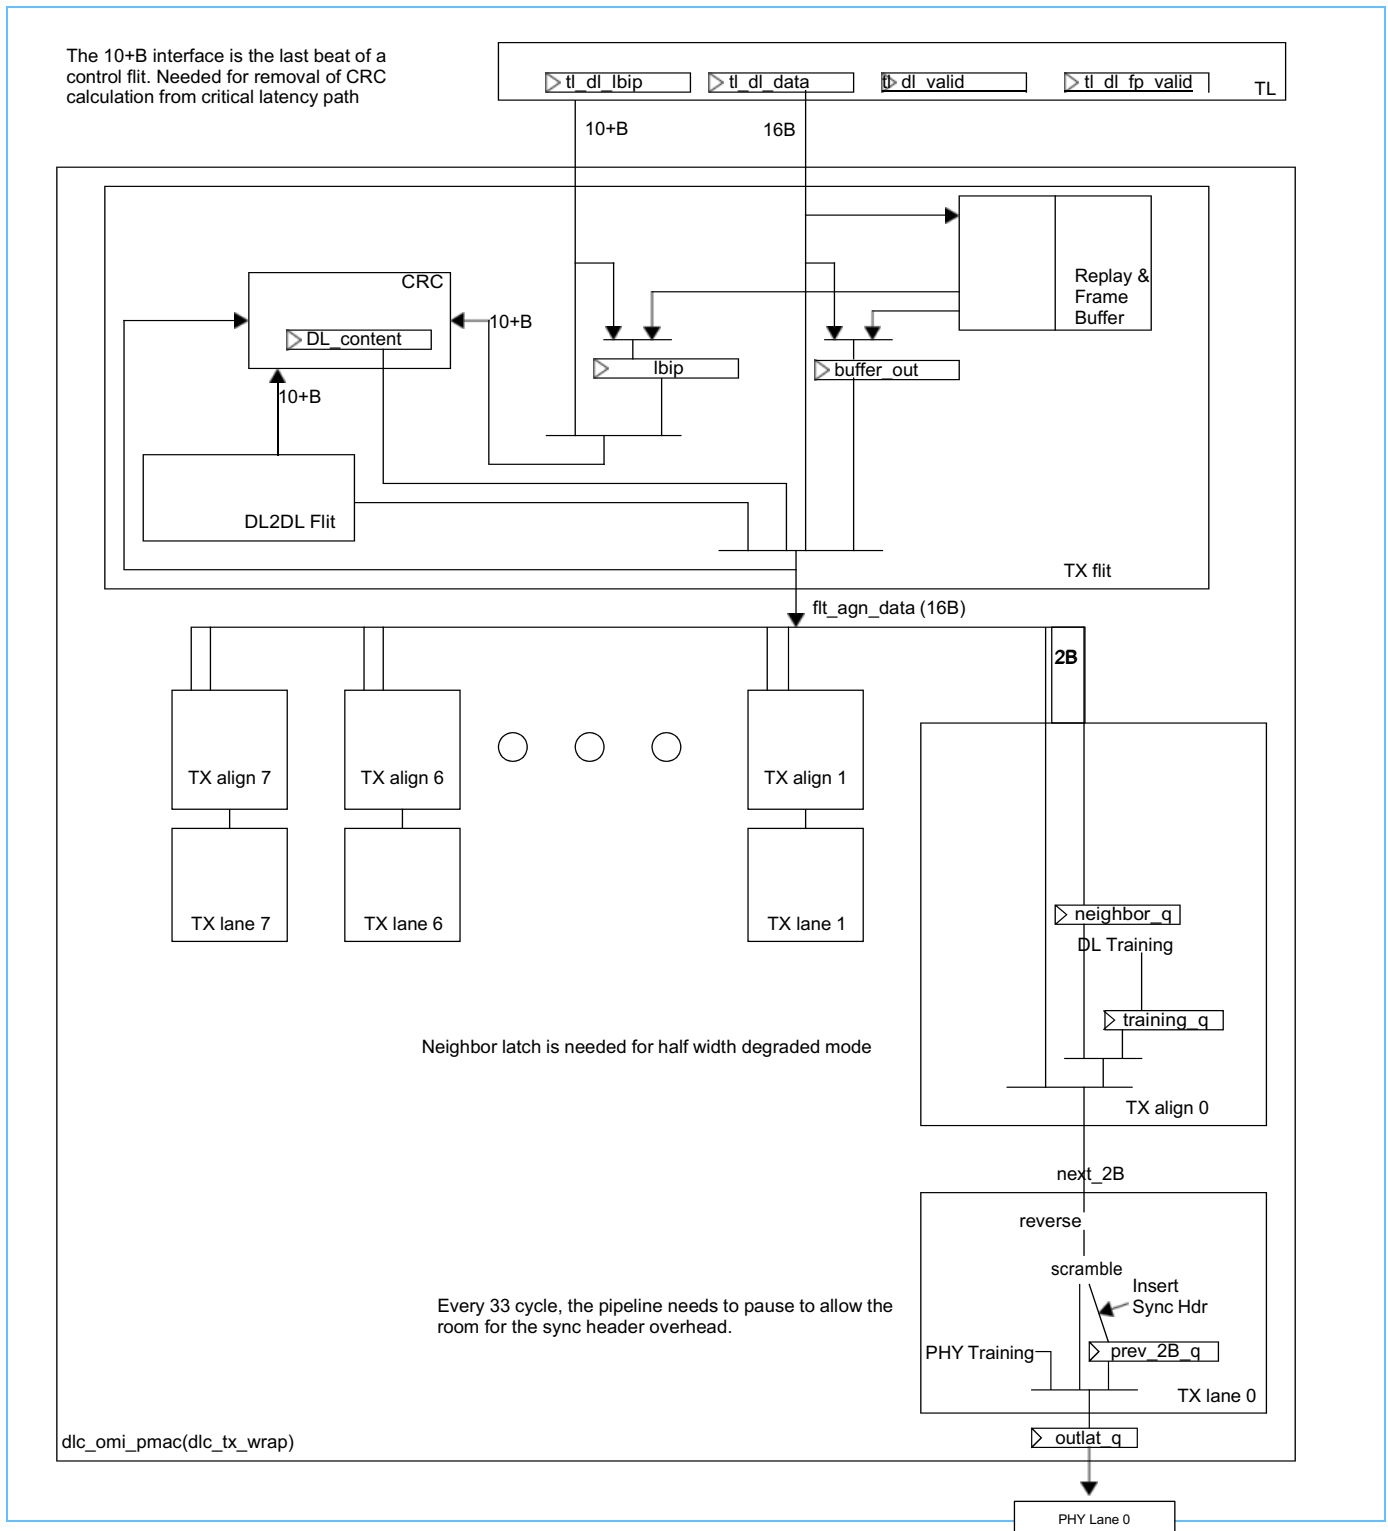 The 10+B interface is the last beat of a
control flit. Needed for removal of CRC
calculation from critical latency path
tl_dl_lbip
tl_dl_data
tl_dl_valid
tl_dl_fp_valid
TL
10+B
16B
CRC
DL_content
10+B
10+B
lbip
buffer_out
Replay &
Frame
Buffer
DL2DL Flit
TX flit
flt_agn_data (16B)
2B
TX align 7
TX align 6
TX align 1
TX lane 7
TX lane 6
TX lane 1
neighbor_q
DL Training
training_q
Neighbor latch is needed for half width degraded mode
TX align 0
next_2B
reverse
scramble
Insert
Sync Hdr
Every 33 cycle, the pipeline needs to pause to allow the
room for the sync header overhead.
PHY Training
prev_2B_q
TX lane 0
outlat_q
dlc_omi_pmac(dlc_tx_wrap)
PHY Lane 0